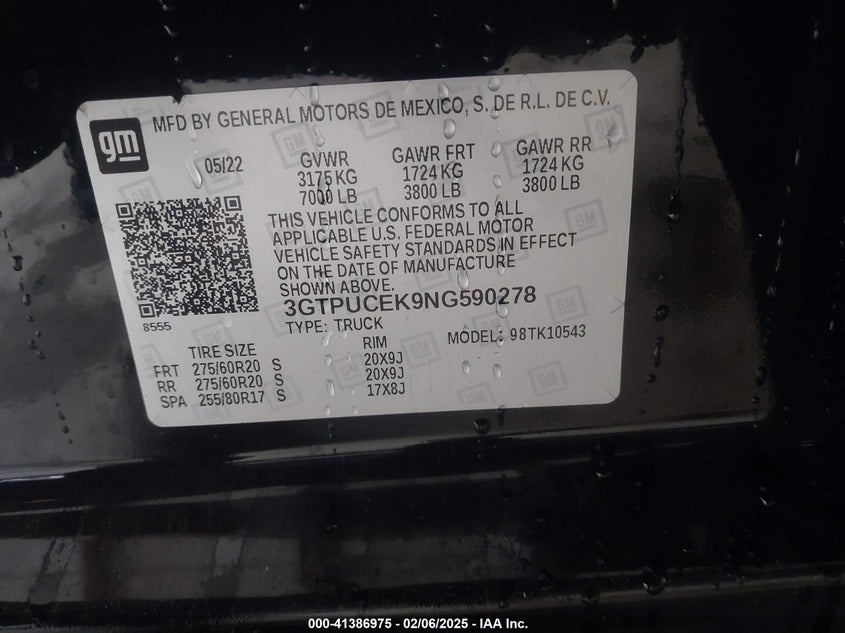 gm
MFD BY GENERAL MOTORS DE MEXICO, S. DE R.L. DE C.V.
05/22
GVWR
3175 KG
7000 LB
GAWR FRT
1724 KG
3800 LB
GAWR RR
1724 KG
3800 LB
THIS VEHICLE CONFORMS TO ALL
APPLICABLE U.S. FEDERAL MOTOR
VEHICLE SAFETY STANDARDS IN EFFECT
ON THE DATE OF MANUFACTURE
SHOWN ABOVE.
8555
3GTPUCEK9NG590278
TYPE: TRUCK
MODEL: 98TK10543
TIRE SIZE RIM
FRT 275/60R20 S 20X9J
RR 275/60R20 S 20X9J
SPA 255/80R17 S 17X8J
000-41386975 — 02/06/2025 — IAA Inc.